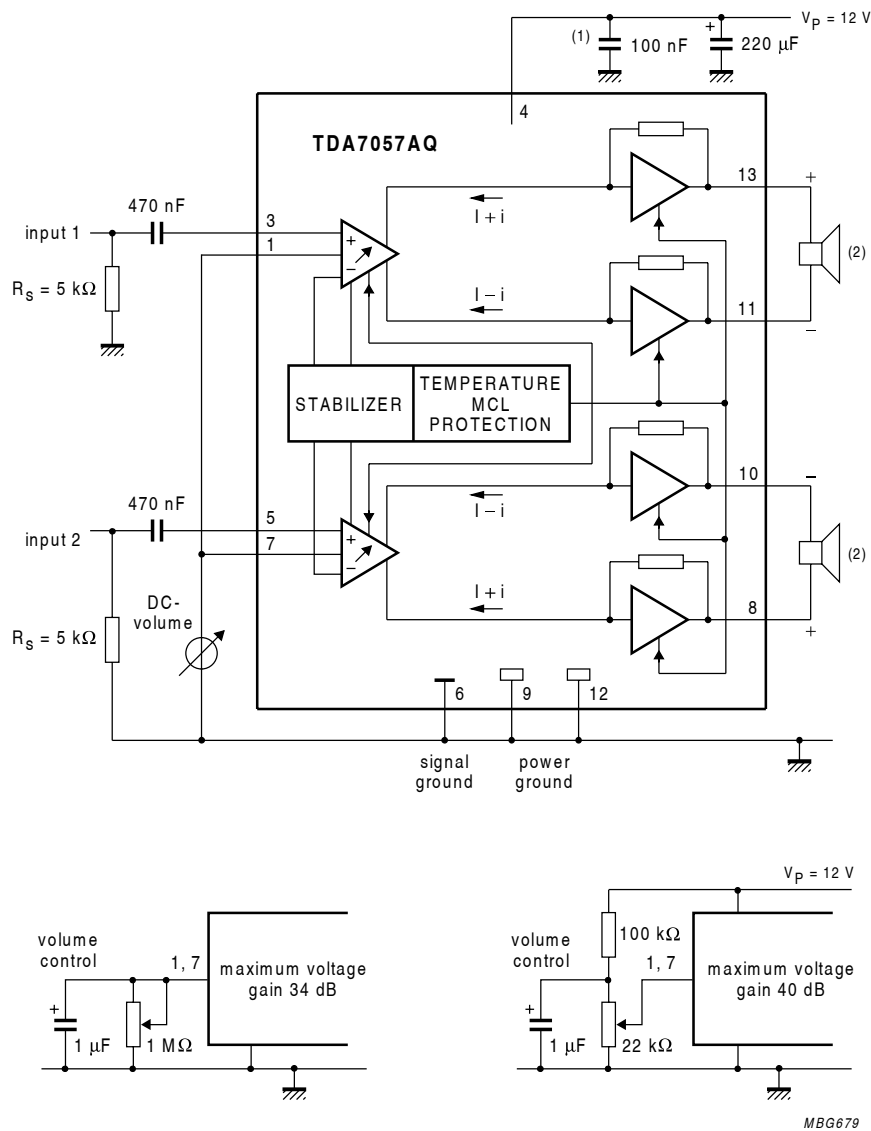 V_P = 12 V
(1)
100 nF
+
220 µF
4
TDA7057AQ
13
+
I + i
470 nF
input 1
3
1
+
−
(2)
R_s = 5 kΩ
I − i
11
−
STABILIZER
TEMPERATURE
MCL
PROTECTION
470 nF
10
−
I − i
input 2
5
7
+
−
(2)
DC-
volume
I + i
8
+
R_s = 5 kΩ
6
9
12
signal
ground
power
ground
volume
control
1, 7
+
1 µF
1 MΩ
maximum voltage
gain 34 dB
V_P = 12 V
100 kΩ
volume
control
1, 7
+
1 µF
22 kΩ
maximum voltage
gain 40 dB
MBG679